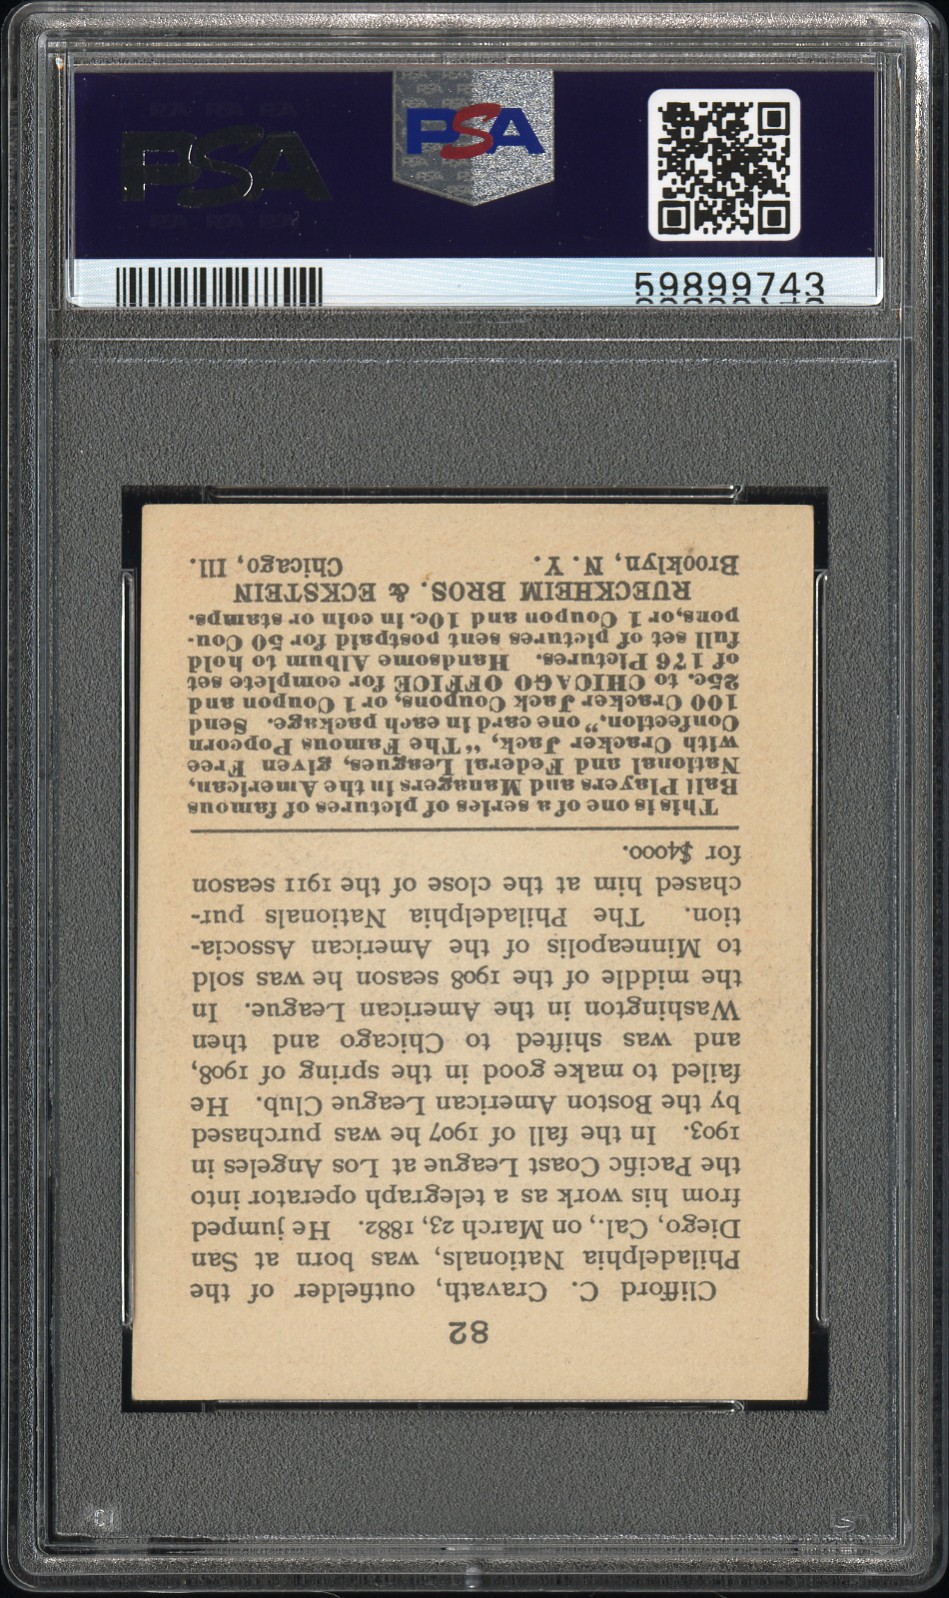 PSA
PSA
59899743
82
Clifford C. Cravath, outfielder of the
Philadelphia Nationals, was born at San
Diego, Cal., on March 23, 1882. He jumped
from his work as a telegraph operator into
the Pacific Coast League at Los Angeles in
1903. In the fall of 1907 he was purchased
by the Boston American League Club. He
failed to make good in the spring of 1908,
and was shifted to Chicago and then
Washington in the American League. In
the middle of the 1908 season he was sold
to Minneapolis of the American Associa-
tion. The Philadelphia Nationals pur-
chased him at the close of the 1911 season
for $4000.
This is one of a series of pictures of famous
Ball Players and Managers in the American,
National and Federal Leagues, given Free
with Cracker Jack, "The Famous Popcorn
Confection," one card in each package. Send
100 Cracker Jack Coupons, or 1 Coupon and
25c. to CHICAGO OFFICE for complete set
of 176 Pictures. Handsome Album to hold
full set of pictures sent postpaid for 50 Cou-
pons, or 1 Coupon and 10c. in coin or stamps.
RUECKHEIM BROS. & ECKSTEIN
Brooklyn, N. Y. Chicago, Ill.